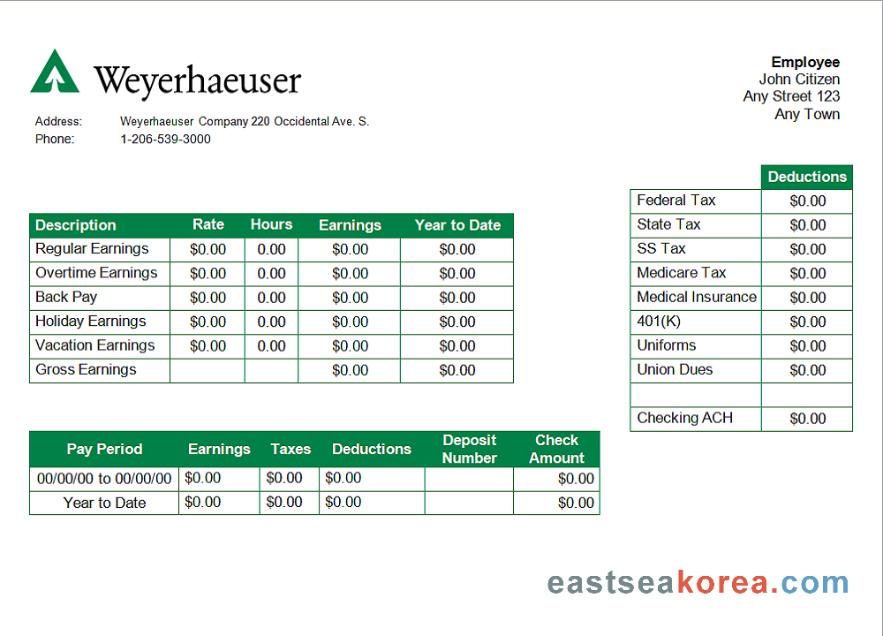 Weyerhaeuser
Address: Weyerhaeuser Company 220 Occidental Ave. S.
Phone: 1-206-539-3000
Employee
John Citizen
Any Street 123
Any Town
Description Rate Hours Earnings Year to Date
Regular Earnings $0.00 0.00 $0.00 $0.00
Overtime Earnings $0.00 0.00 $0.00 $0.00
Back Pay $0.00 0.00 $0.00 $0.00
Holiday Earnings $0.00 0.00 $0.00 $0.00
Vacation Earnings $0.00 0.00 $0.00 $0.00
Gross Earnings $0.00 $0.00
Deductions
Federal Tax $0.00
State Tax $0.00
SS Tax $0.00
Medicare Tax $0.00
Medical Insurance $0.00
401(K) $0.00
Uniforms $0.00
Union Dues $0.00
Checking ACH $0.00
Pay Period Earnings Taxes Deductions Deposit Number Check Amount
00/00/00 to 00/00/00 $0.00 $0.00 $0.00 $0.00
Year to Date $0.00 $0.00 $0.00 $0.00
eastseakorea.com